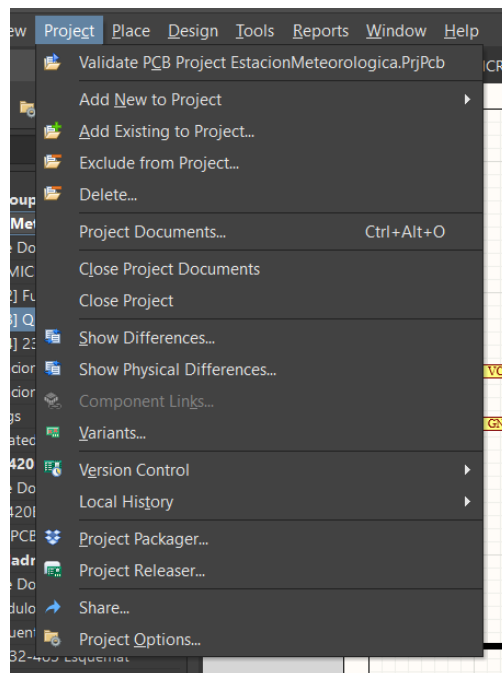 ew Project Place Design Tools Reports Window Help
Validate PCB Project EstacionMeteorologica.PrjPcb
Add New to Project
Add Existing to Project...
Exclude from Project...
Delete...
Project Documents... Ctrl+Alt+O
Close Project Documents
Close Project
Show Differences...
Show Physical Differences...
Component Links...
Variants...
Version Control
Local History
Project Packager...
Project Releaser...
Share...
Project Options...